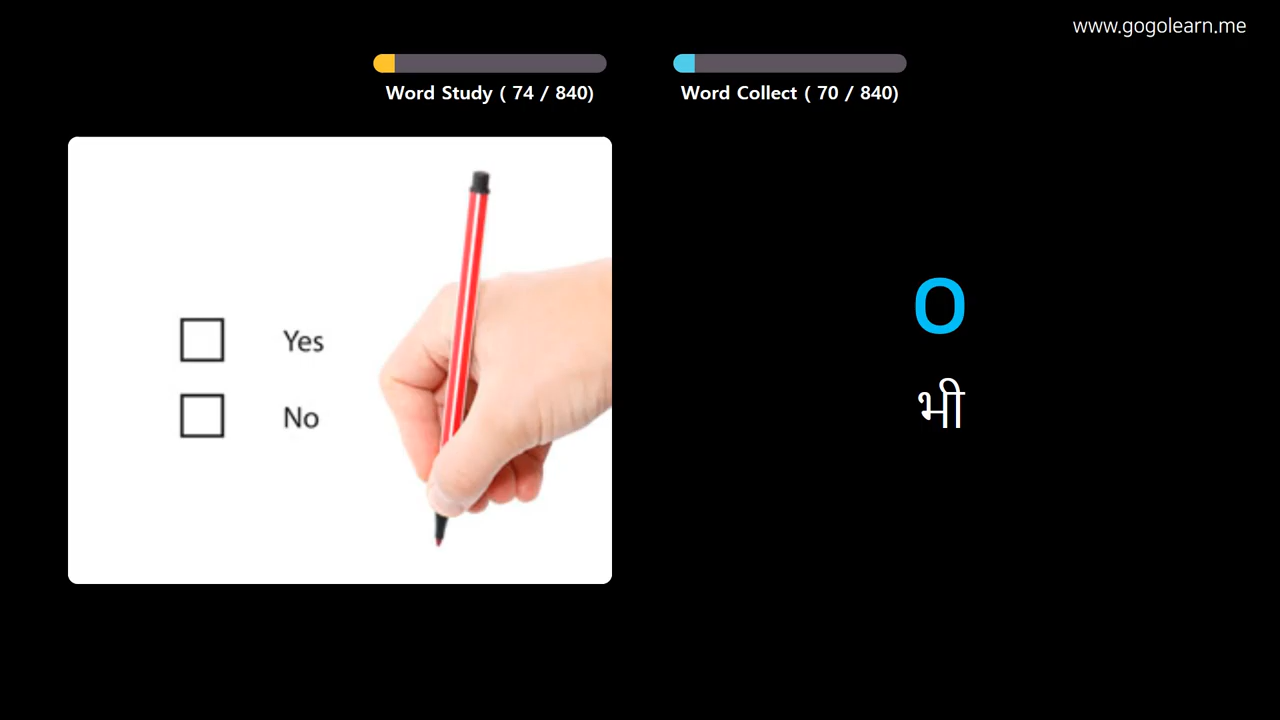 www.gogolearn.me
Word Study ( 74 / 840)
Word Collect ( 70 / 840)
Yes
No
o
भी